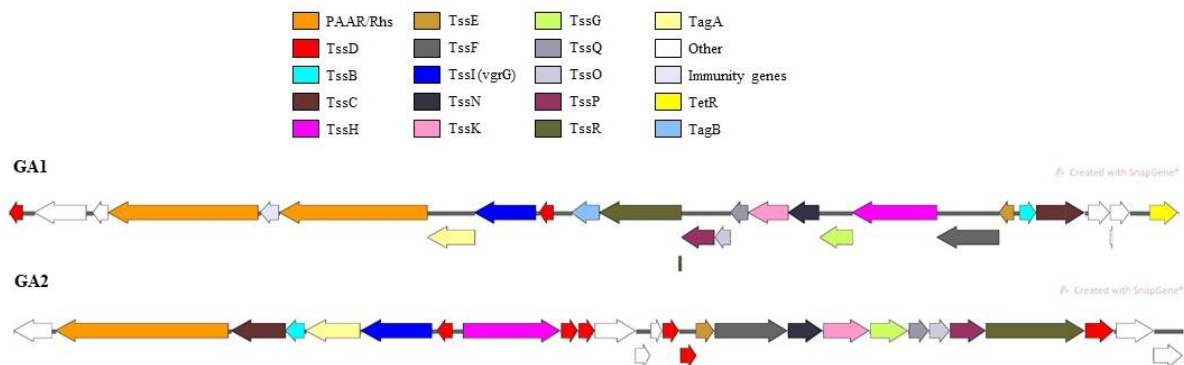 PAAR/Rhs TssE TssG TagA
TssD TssF TssQ Other
TssB TssI (vgrG) TssO Immunity genes
TssC TssN TssP TetR
TssH TssK TssR TagB
GA1
Created with SnapGene®
GA2
Created with SnapGene®